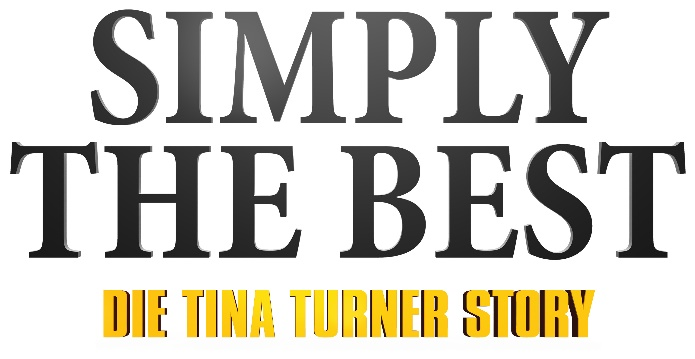 SIMPLY
THE BEST
DIE TINA TURNER STORY